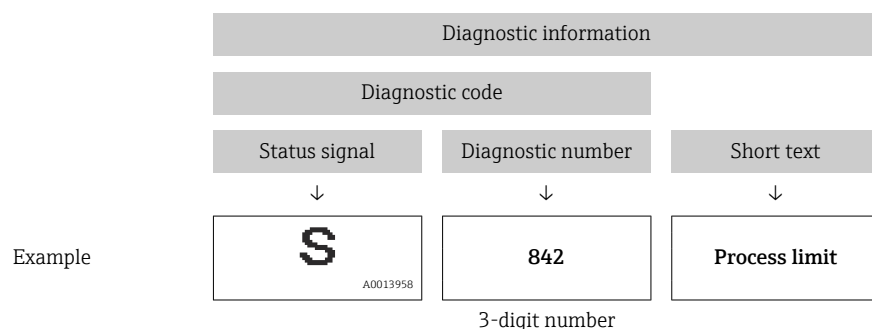 Diagnostic information
Diagnostic code
Status signal Diagnostic number Short text
↓ ↓ ↓
Example S 842 Process limit
A0013958
3-digit number